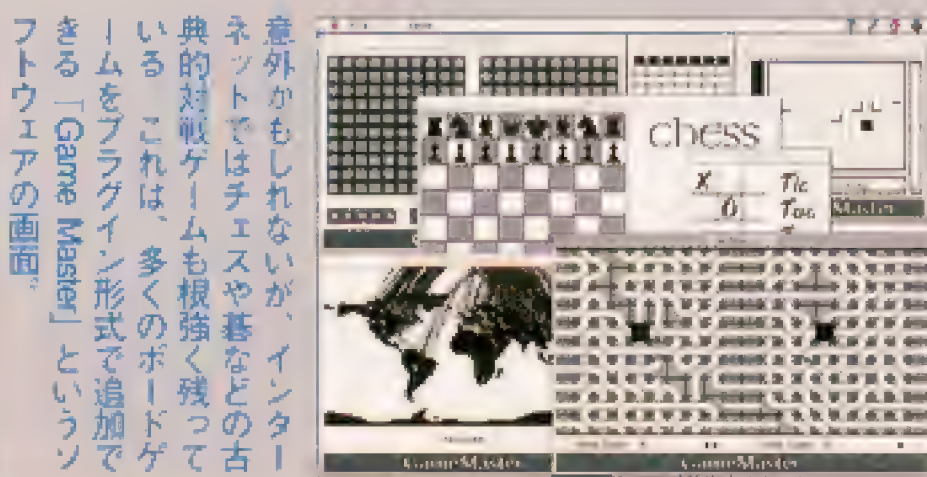 意外かもしれないが、インター
ネットではチェスや碁などの古
典的対戦ゲームも根強く残って
いる。これは、多くのボードゲ
ームをプラグイン形式で追加で
きる「Game Master」というソ
フトウェアの画面。
chess
X Tic
O Tac
Master
GameMaster
GameMaster